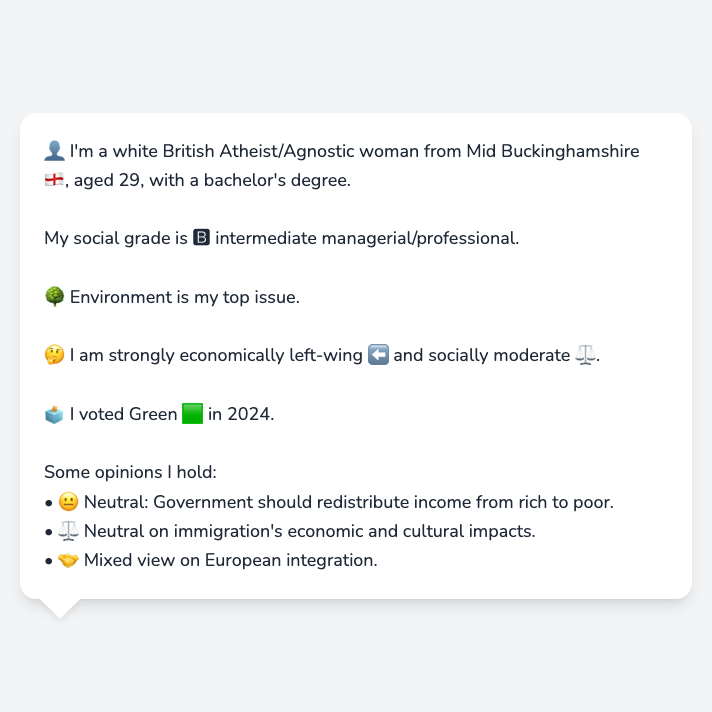 👤 I'm a white British Atheist/Agnostic woman from Mid Buckinghamshire
🏴󠁧󠁢󠁥󠁮󠁧󠁿, aged 29, with a bachelor's degree.
My social grade is 🅱 intermediate managerial/professional.
🌳 Environment is my top issue.
🤔 I am strongly economically left-wing ⬅️ and socially moderate ⚖️.
🗳️ I voted Green 🟩 in 2024.
Some opinions I hold:
• 😐 Neutral: Government should redistribute income from rich to poor.
• ⚖️ Neutral on immigration's economic and cultural impacts.
• 🤝 Mixed view on European integration.